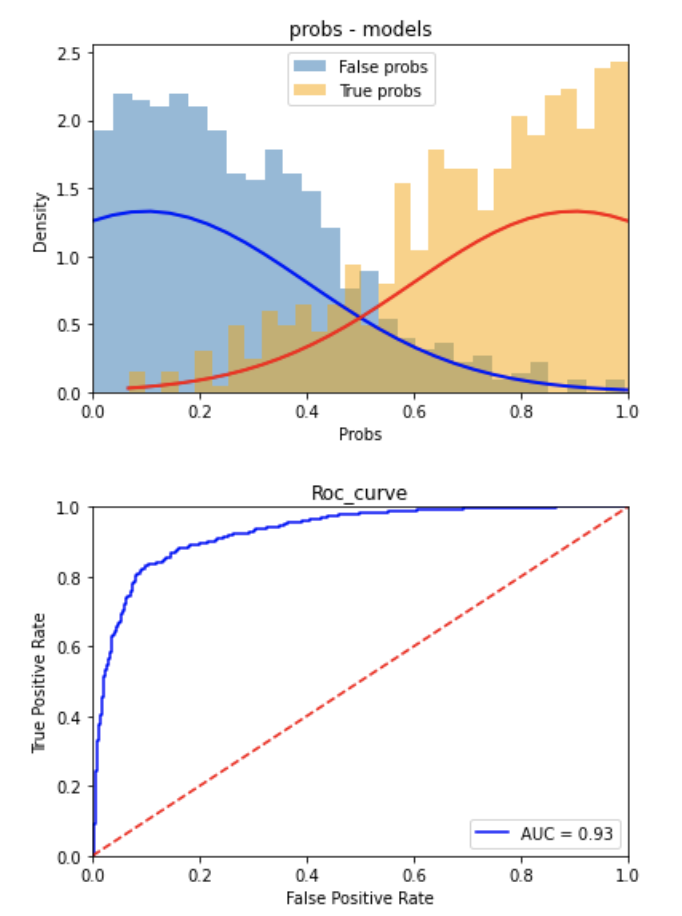 probs - models
False probs
True probs
Density
2.5
2.0
1.5
1.0
0.5
0.0
0.0 0.2 0.4 0.6 0.8 1.0
Probs
Roc_curve
True Positive Rate
1.0
0.8
0.6
0.4
0.2
0.0
AUC = 0.93
0.0 0.2 0.4 0.6 0.8 1.0
False Positive Rate